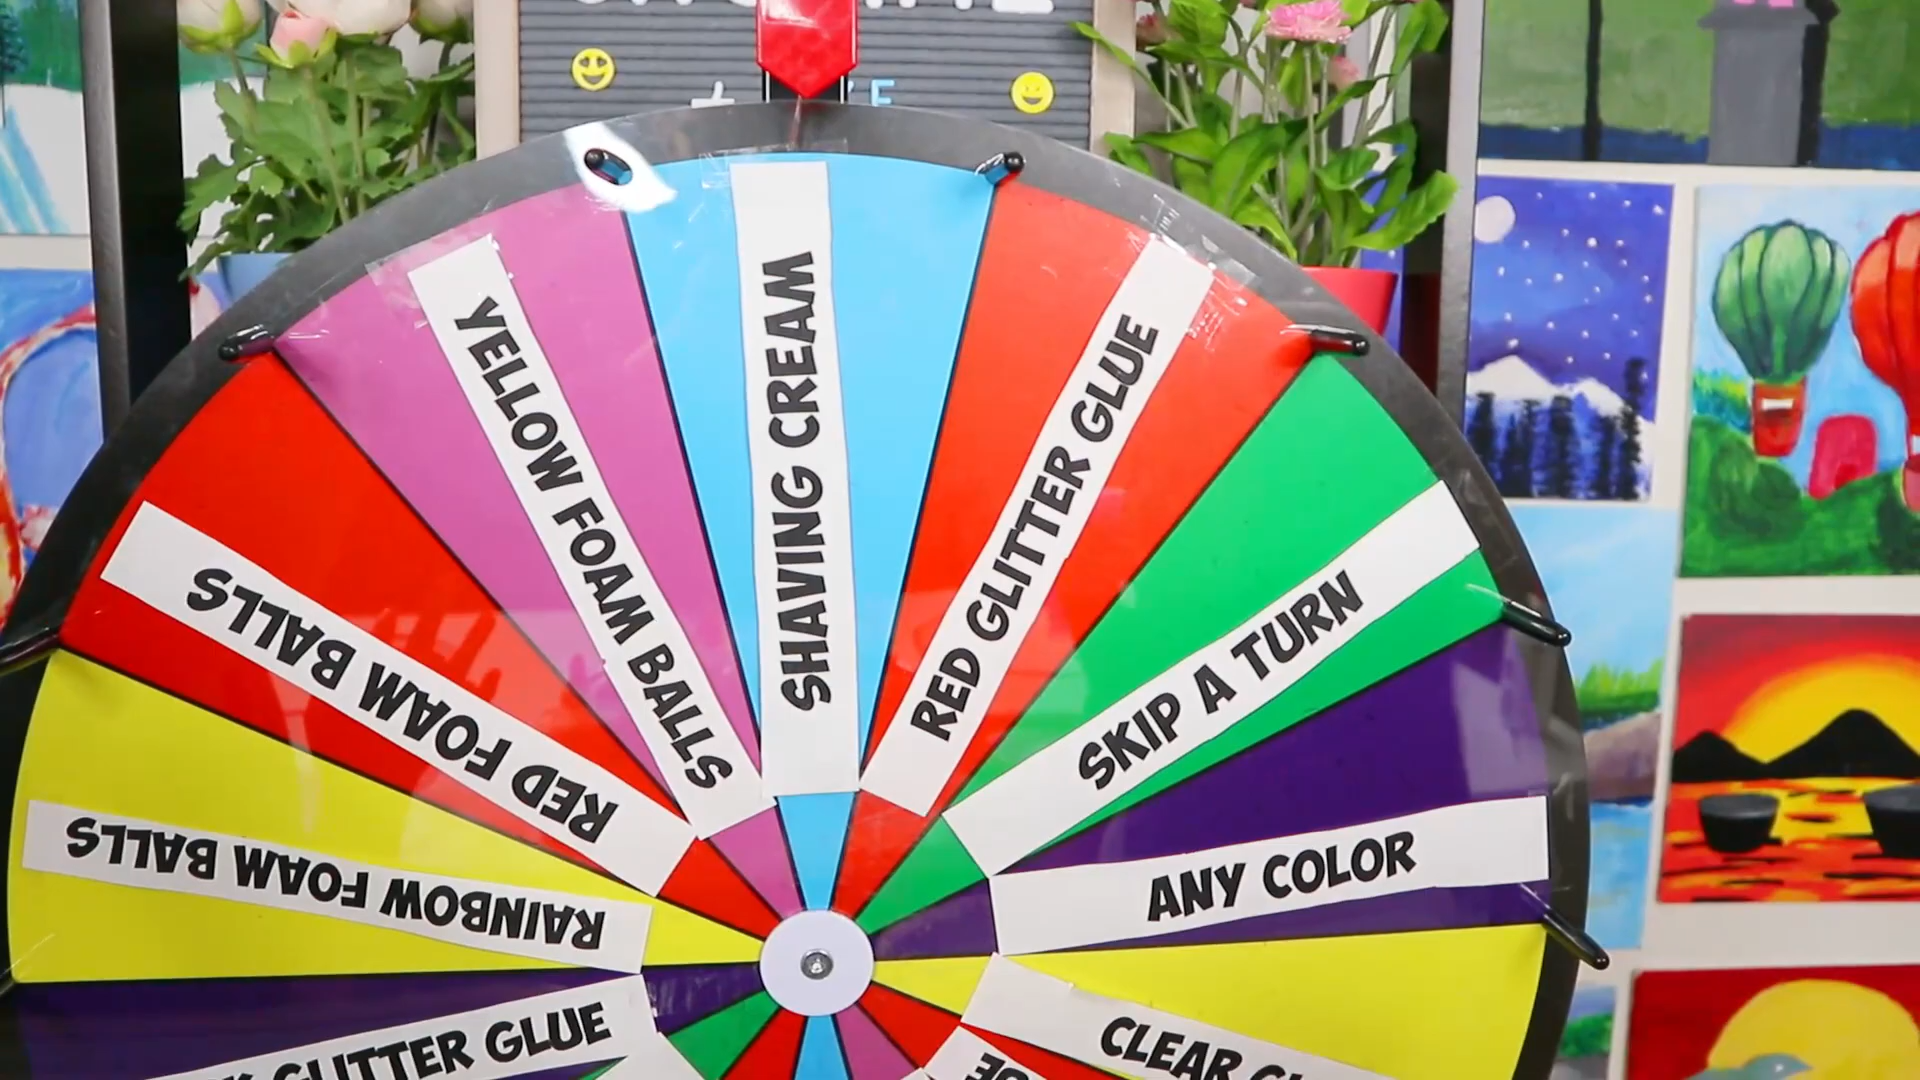 YELLOW FOAM BALLS
SHAVING CREAM
RED GLITTER GLUE
SKIP A TURN
RED FOAM BALLS
RAINBOW FOAM BALLS
ANY COLOR
GLITTER GLUE
CLEAR